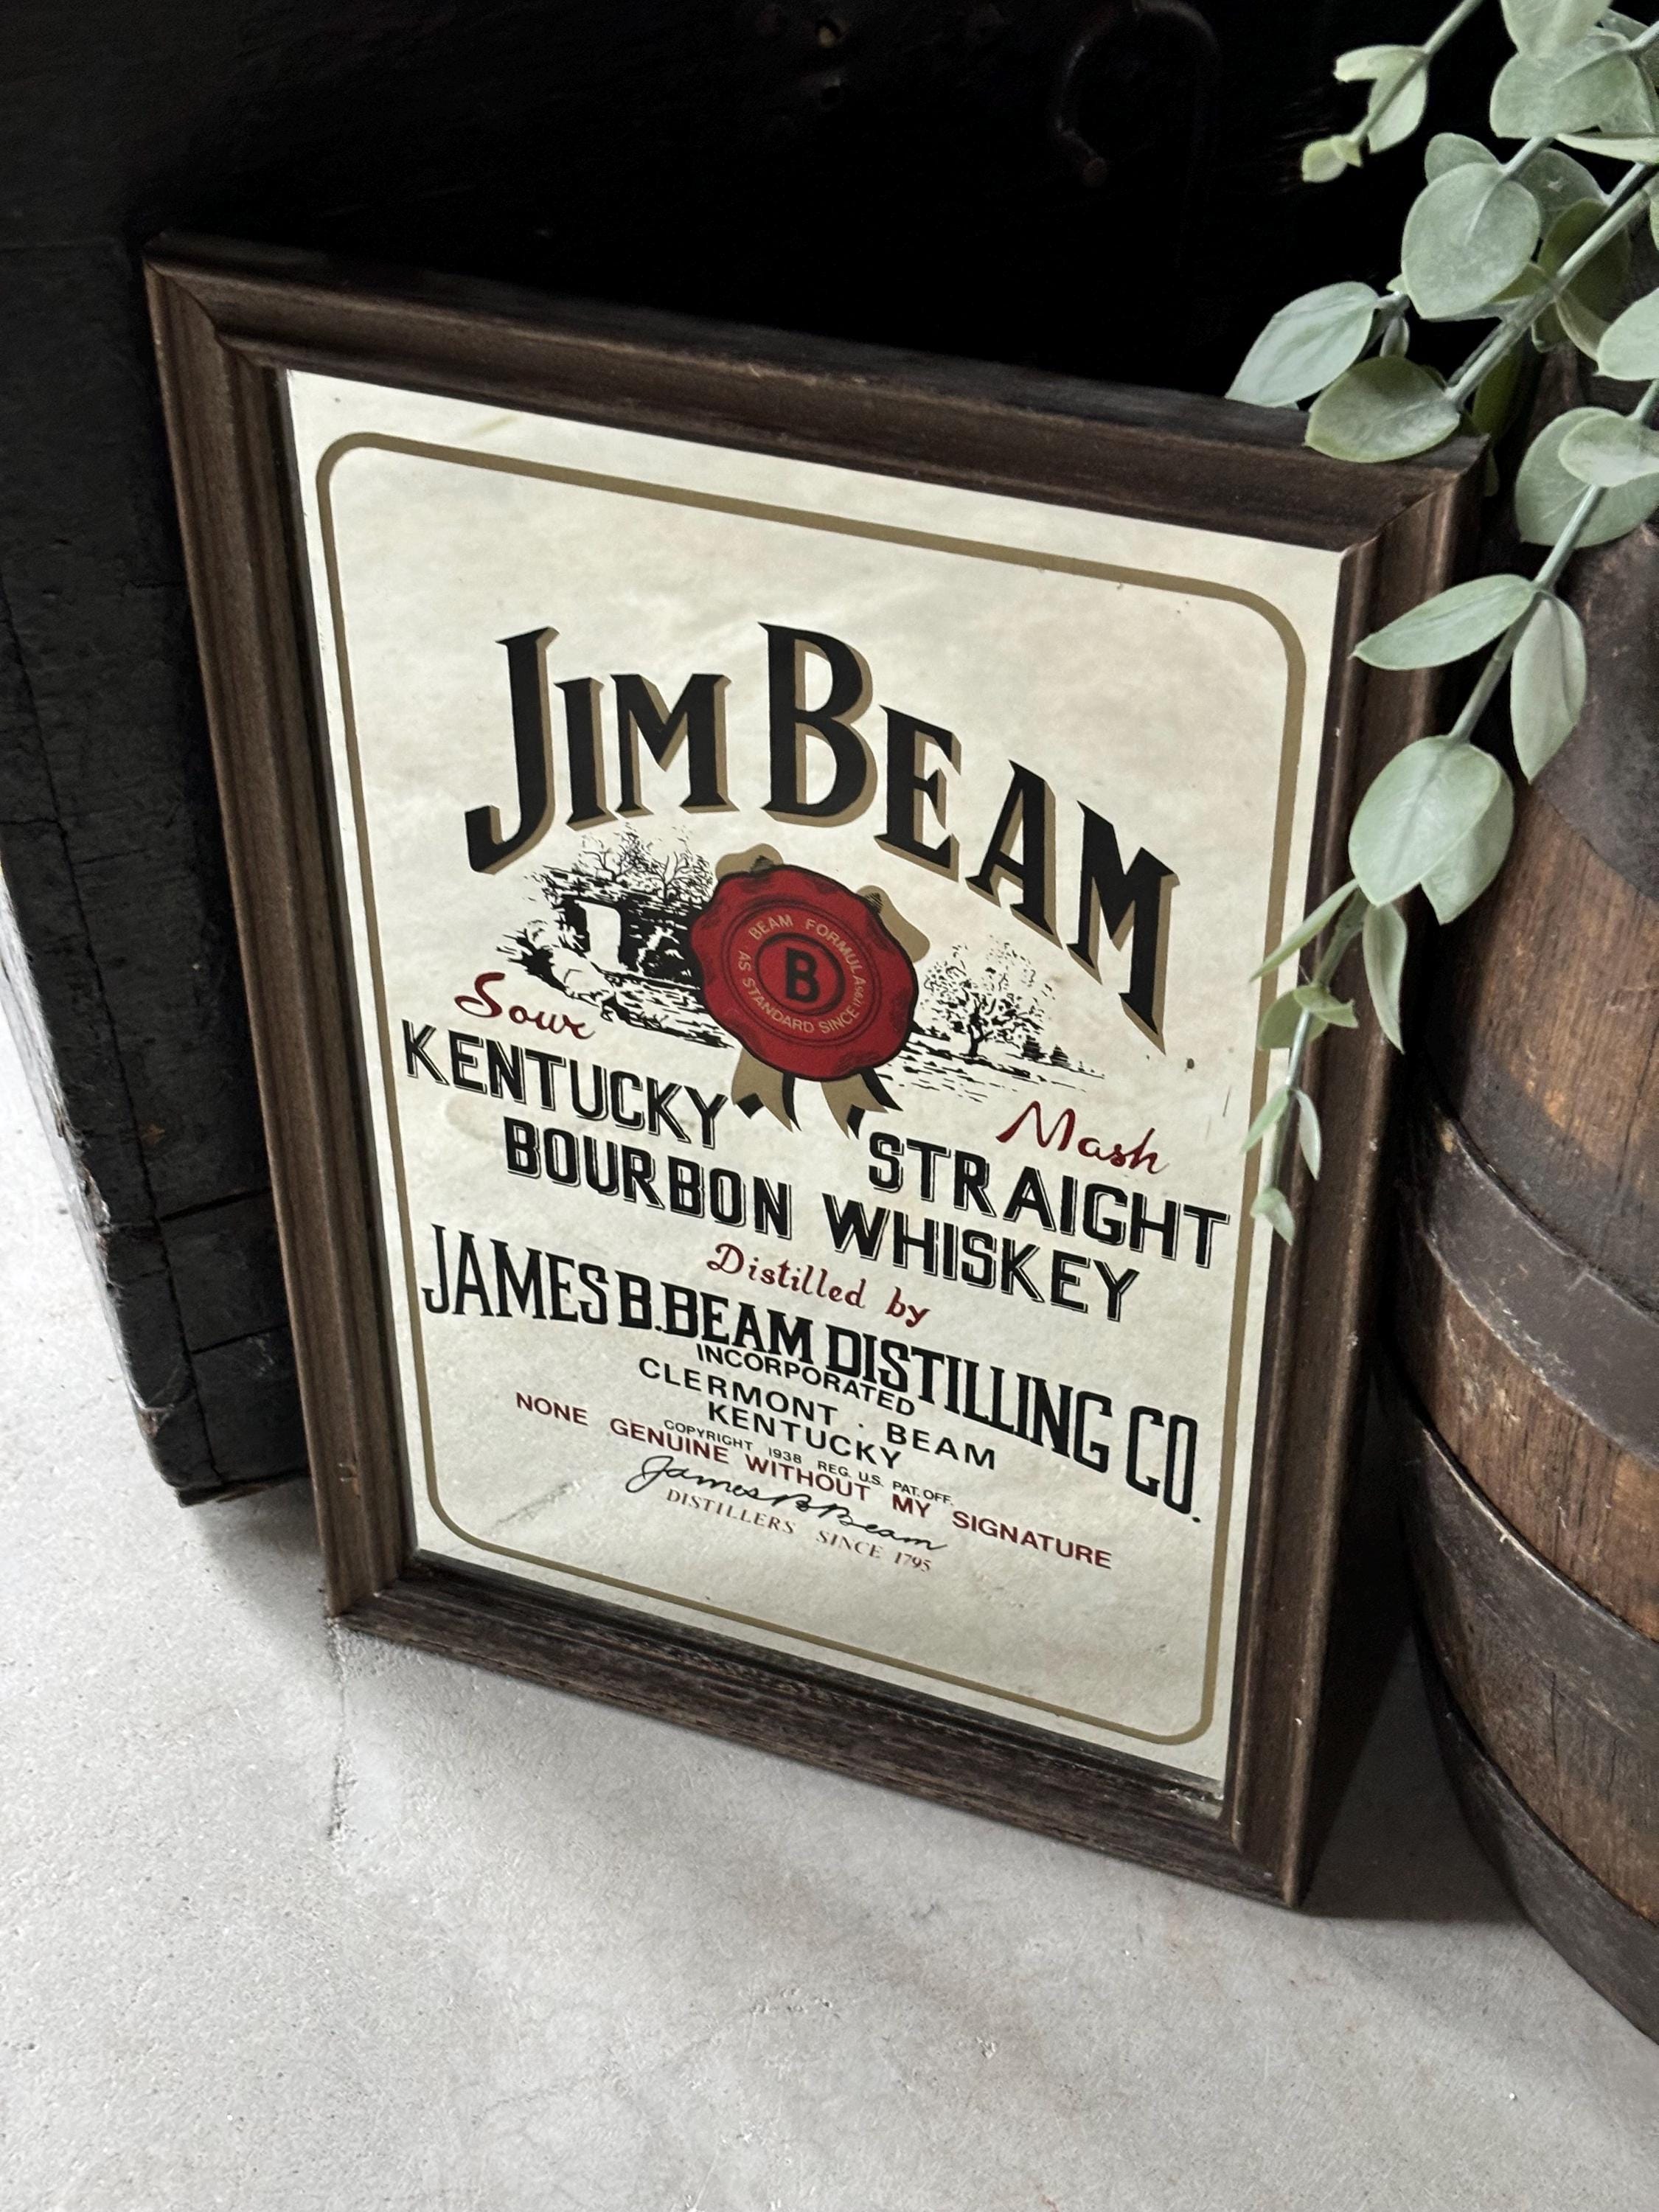 JIM BEAM
BEAM FORMULA
B
AS STANDARD SINCE 1795
Sour Mash
KENTUCKY STRAIGHT
BOURBON WHISKEY
Distilled by
JAMES B. BEAM DISTILLING CO.
INCORPORATED
CLERMONT · BEAM
KENTUCKY
COPYRIGHT 1938 REG. U.S. PAT. OFF.
NONE GENUINE WITHOUT MY SIGNATURE
James B Beam
DISTILLERS SINCE 1795